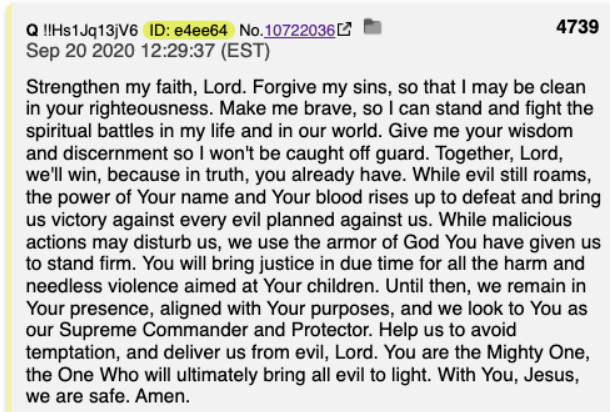 Q !!Hs1Jq13jV6 ID: e4ee64 No.10722036 4739
Sep 20 2020 12:29:37 (EST)
Strengthen my faith, Lord. Forgive my sins, so that I may be clean
in your righteousness. Make me brave, so I can stand and fight the
spiritual battles in my life and in our world. Give me your wisdom
and discernment so I won't be caught off guard. Together, Lord,
we'll win, because in truth, you already have. While evil still roams,
the power of Your name and Your blood rises up to defeat and bring
us victory against every evil planned against us. While malicious
actions may disturb us, we use the armor of God You have given us
to stand firm. You will bring justice in due time for all the harm and
needless violence aimed at Your children. Until then, we remain in
Your presence, aligned with Your purposes, and we look to You as
our Supreme Commander and Protector. Help us to avoid
temptation, and deliver us from evil, Lord. You are the Mighty One,
the One Who will ultimately bring all evil to light. With You, Jesus,
we are safe. Amen.